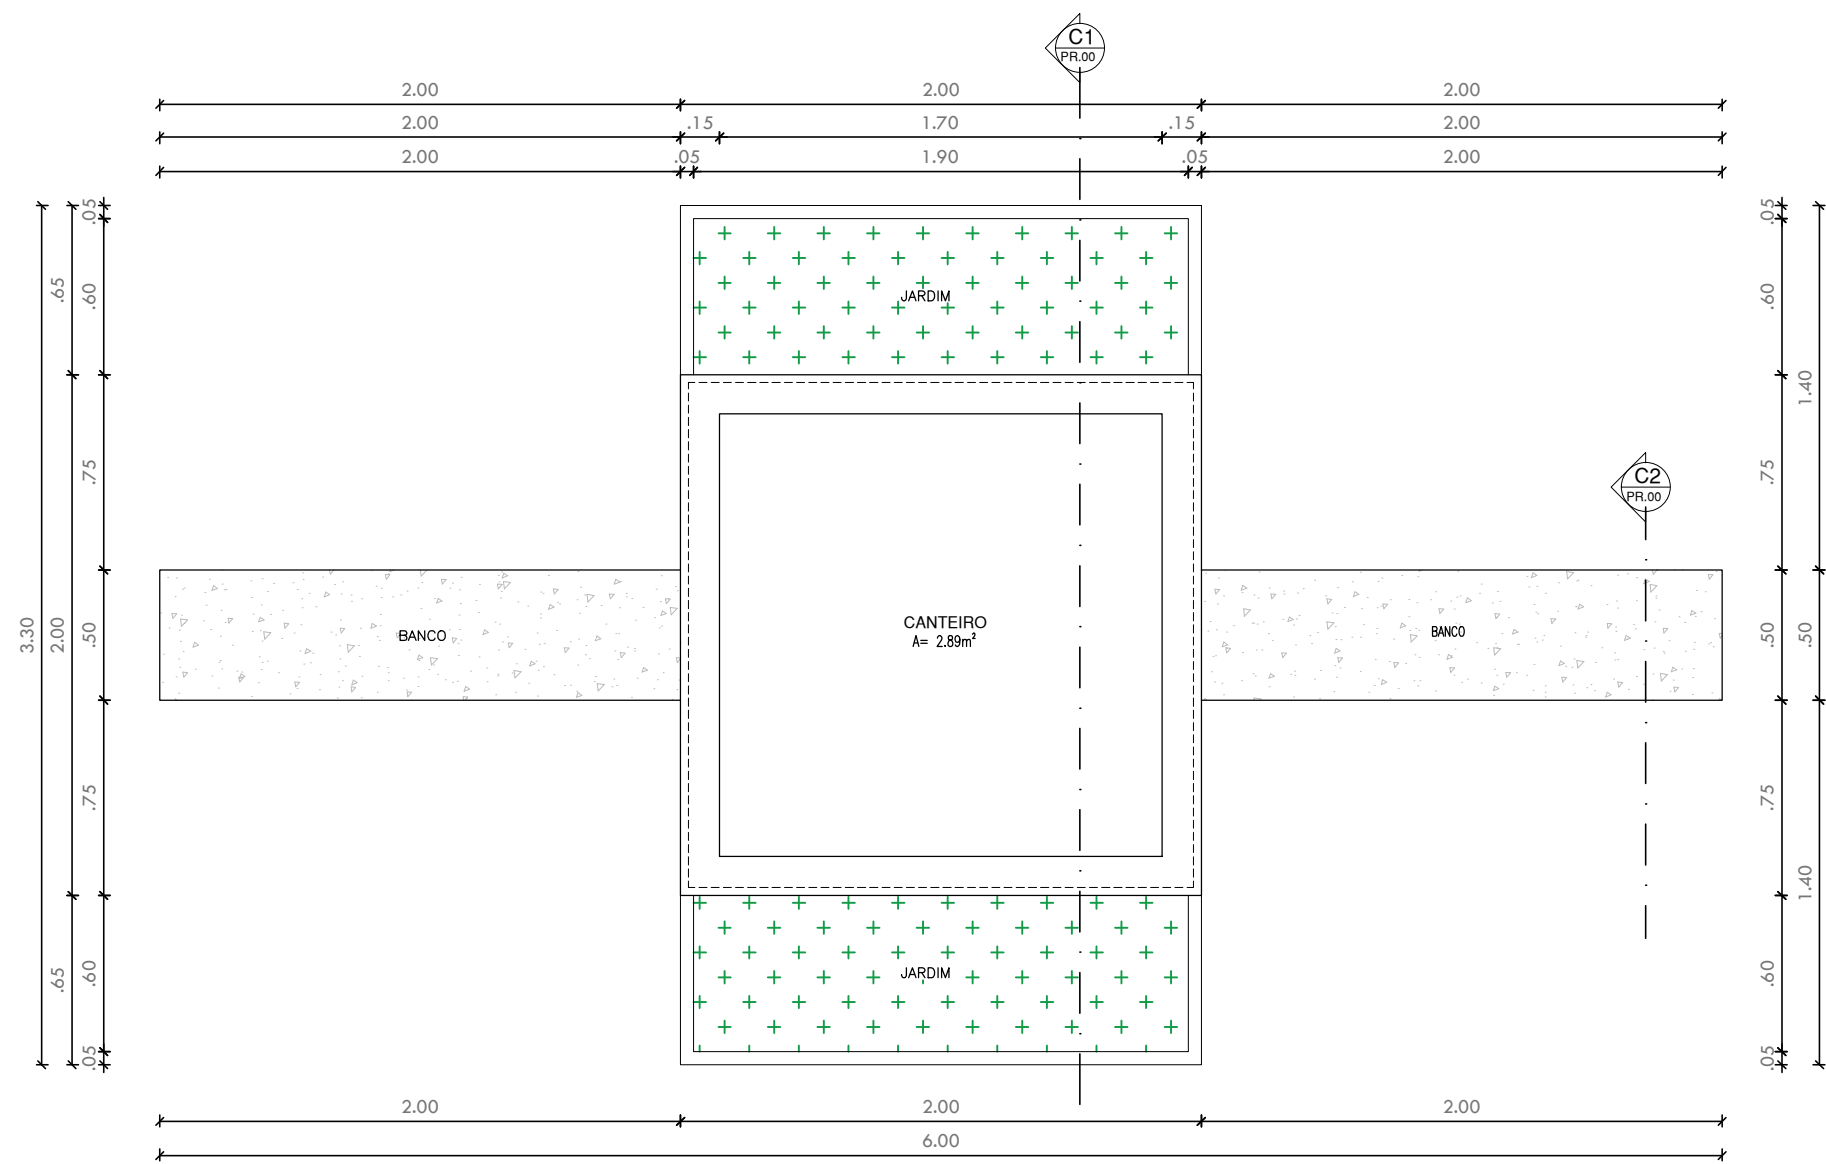 C1
PR.00
2.00 2.00 2.00
2.00 .15 1.70 .15 2.00
2.00 .05 1.90 .05 2.00
.05 .05
.65 .60 .60
JARDIM
1.40
.75 .75
C2
PR.00
3.30 2.00 .50 .50 .50
BANCO
CANTEIRO
A= 2.89m²
BANCO
.75 .75
1.40
.65 .60 .60
JARDIM
.05 .05
2.00 2.00 2.00
6.00